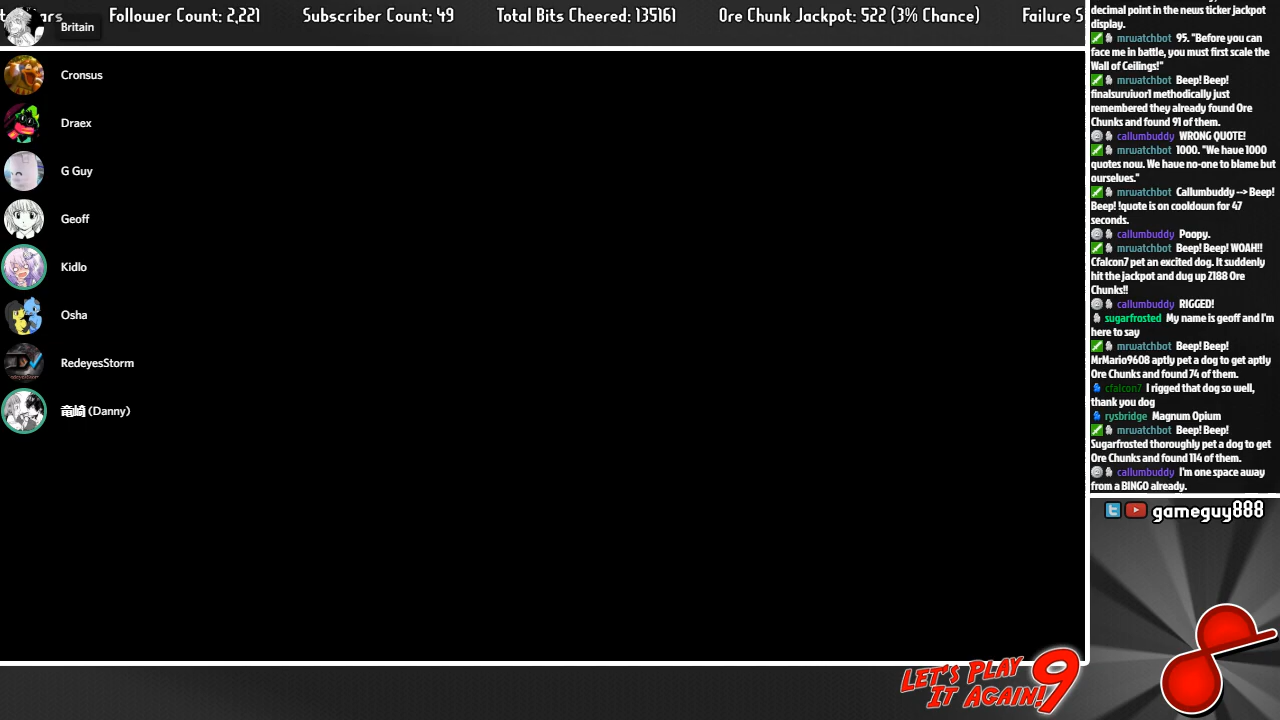 Follower Count: 2,221 Subscriber Count: 49 Total Bits Cheered: 135161 Ore Chunk Jackpot: 522 (3% Chance) Failure S
Britain
Cronsus
Draex
G Guy
Geoff
Kidlo
Osha
RedeyesStorm
竜崎 (Danny)
decimal point in the news ticker jackpot
display.
mrwatchbot 95. "Before you can
face me in battle, you must first scale the
Wall of Ceilings!"
mrwatchbot Beep! Beep!
finalsurvivor1 methodically just
remembered they already found Ore
Chunks and found 91 of them.
callumbuddy WRONG QUOTE!
mrwatchbot 1000. "We have 1000
quotes now. We have no-one to blame but
ourselves."
mrwatchbot Callumbuddy --> Beep!
Beep! !quote is on cooldown for 47
seconds.
callumbuddy Poopy.
mrwatchbot Beep! Beep! WOAH!!
Cfalcon7 pet an excited dog. It suddenly
hit the jackpot and dug up 2188 Ore
Chunks!!
callumbuddy RIGGED!
sugarfrosted My name is geoff and I'm
here to say
mrwatchbot Beep! Beep!
MrMario9608 aptly pet a dog to get aptly
Ore Chunks and found 74 of them.
cfalcon7 I rigged that dog so well,
thank you dog
rysbridge Magnum Opium
mrwatchbot Beep! Beep!
Sugarfrosted thoroughly pet a dog to get
Ore Chunks and found 114 of them.
callumbuddy I'm one space away
from a BINGO already.
gameguy888
LET'S PLAY
IT AGAIN! 9